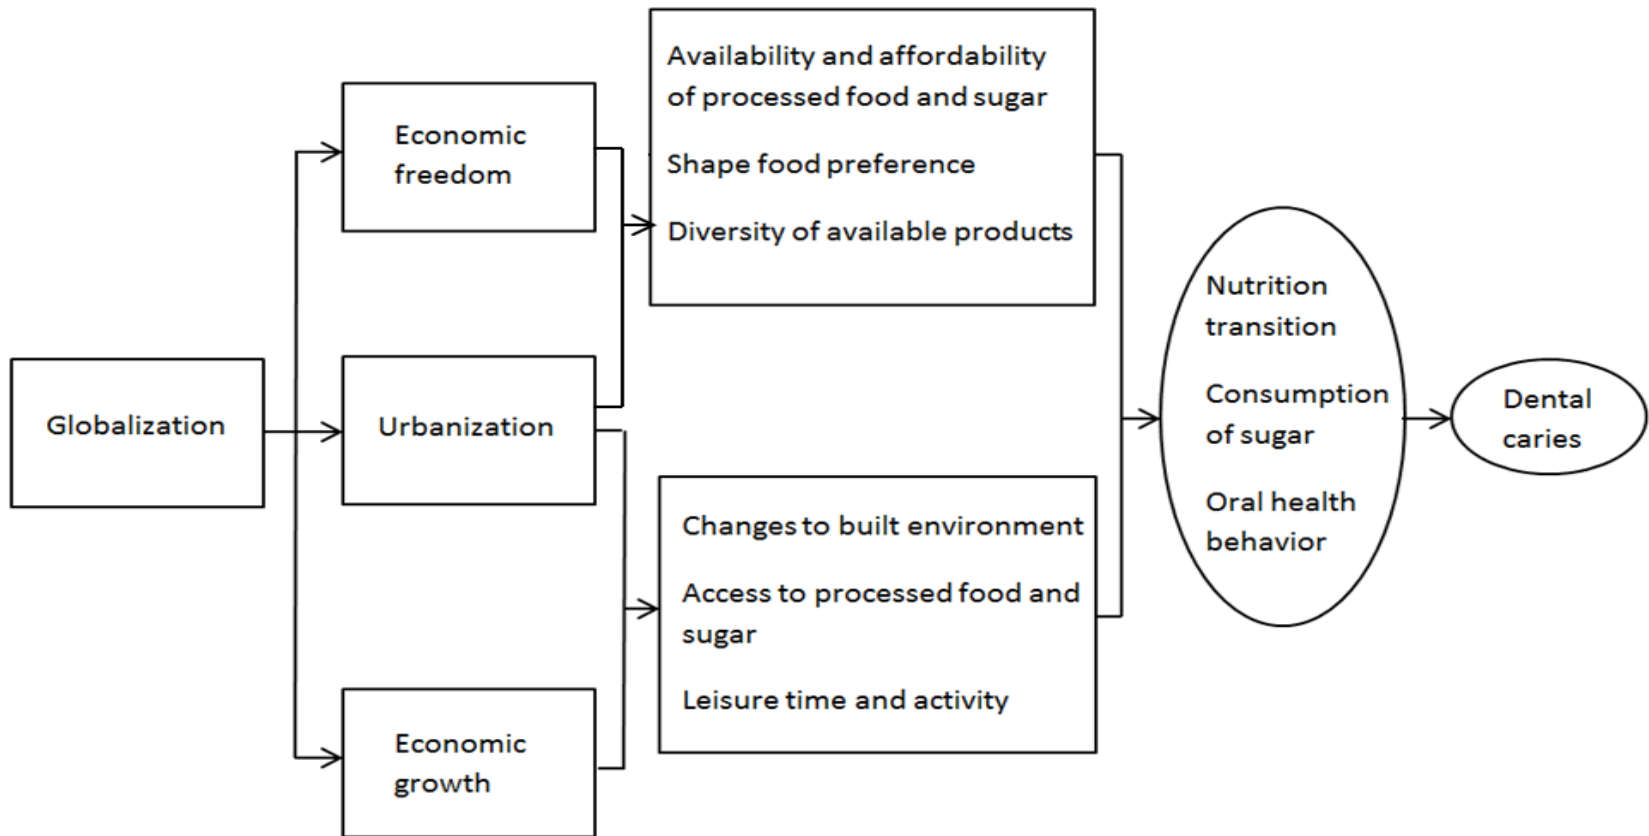 Globalization
Economic
freedom
Urbanization
Economic
growth
Availability and affordability
of processed food and sugar
Shape food preference
Diversity of available products
Changes to built environment
Access to processed food and
sugar
Leisure time and activity
Nutrition
transition
Consumption
of sugar
Oral health
behavior
Dental
caries